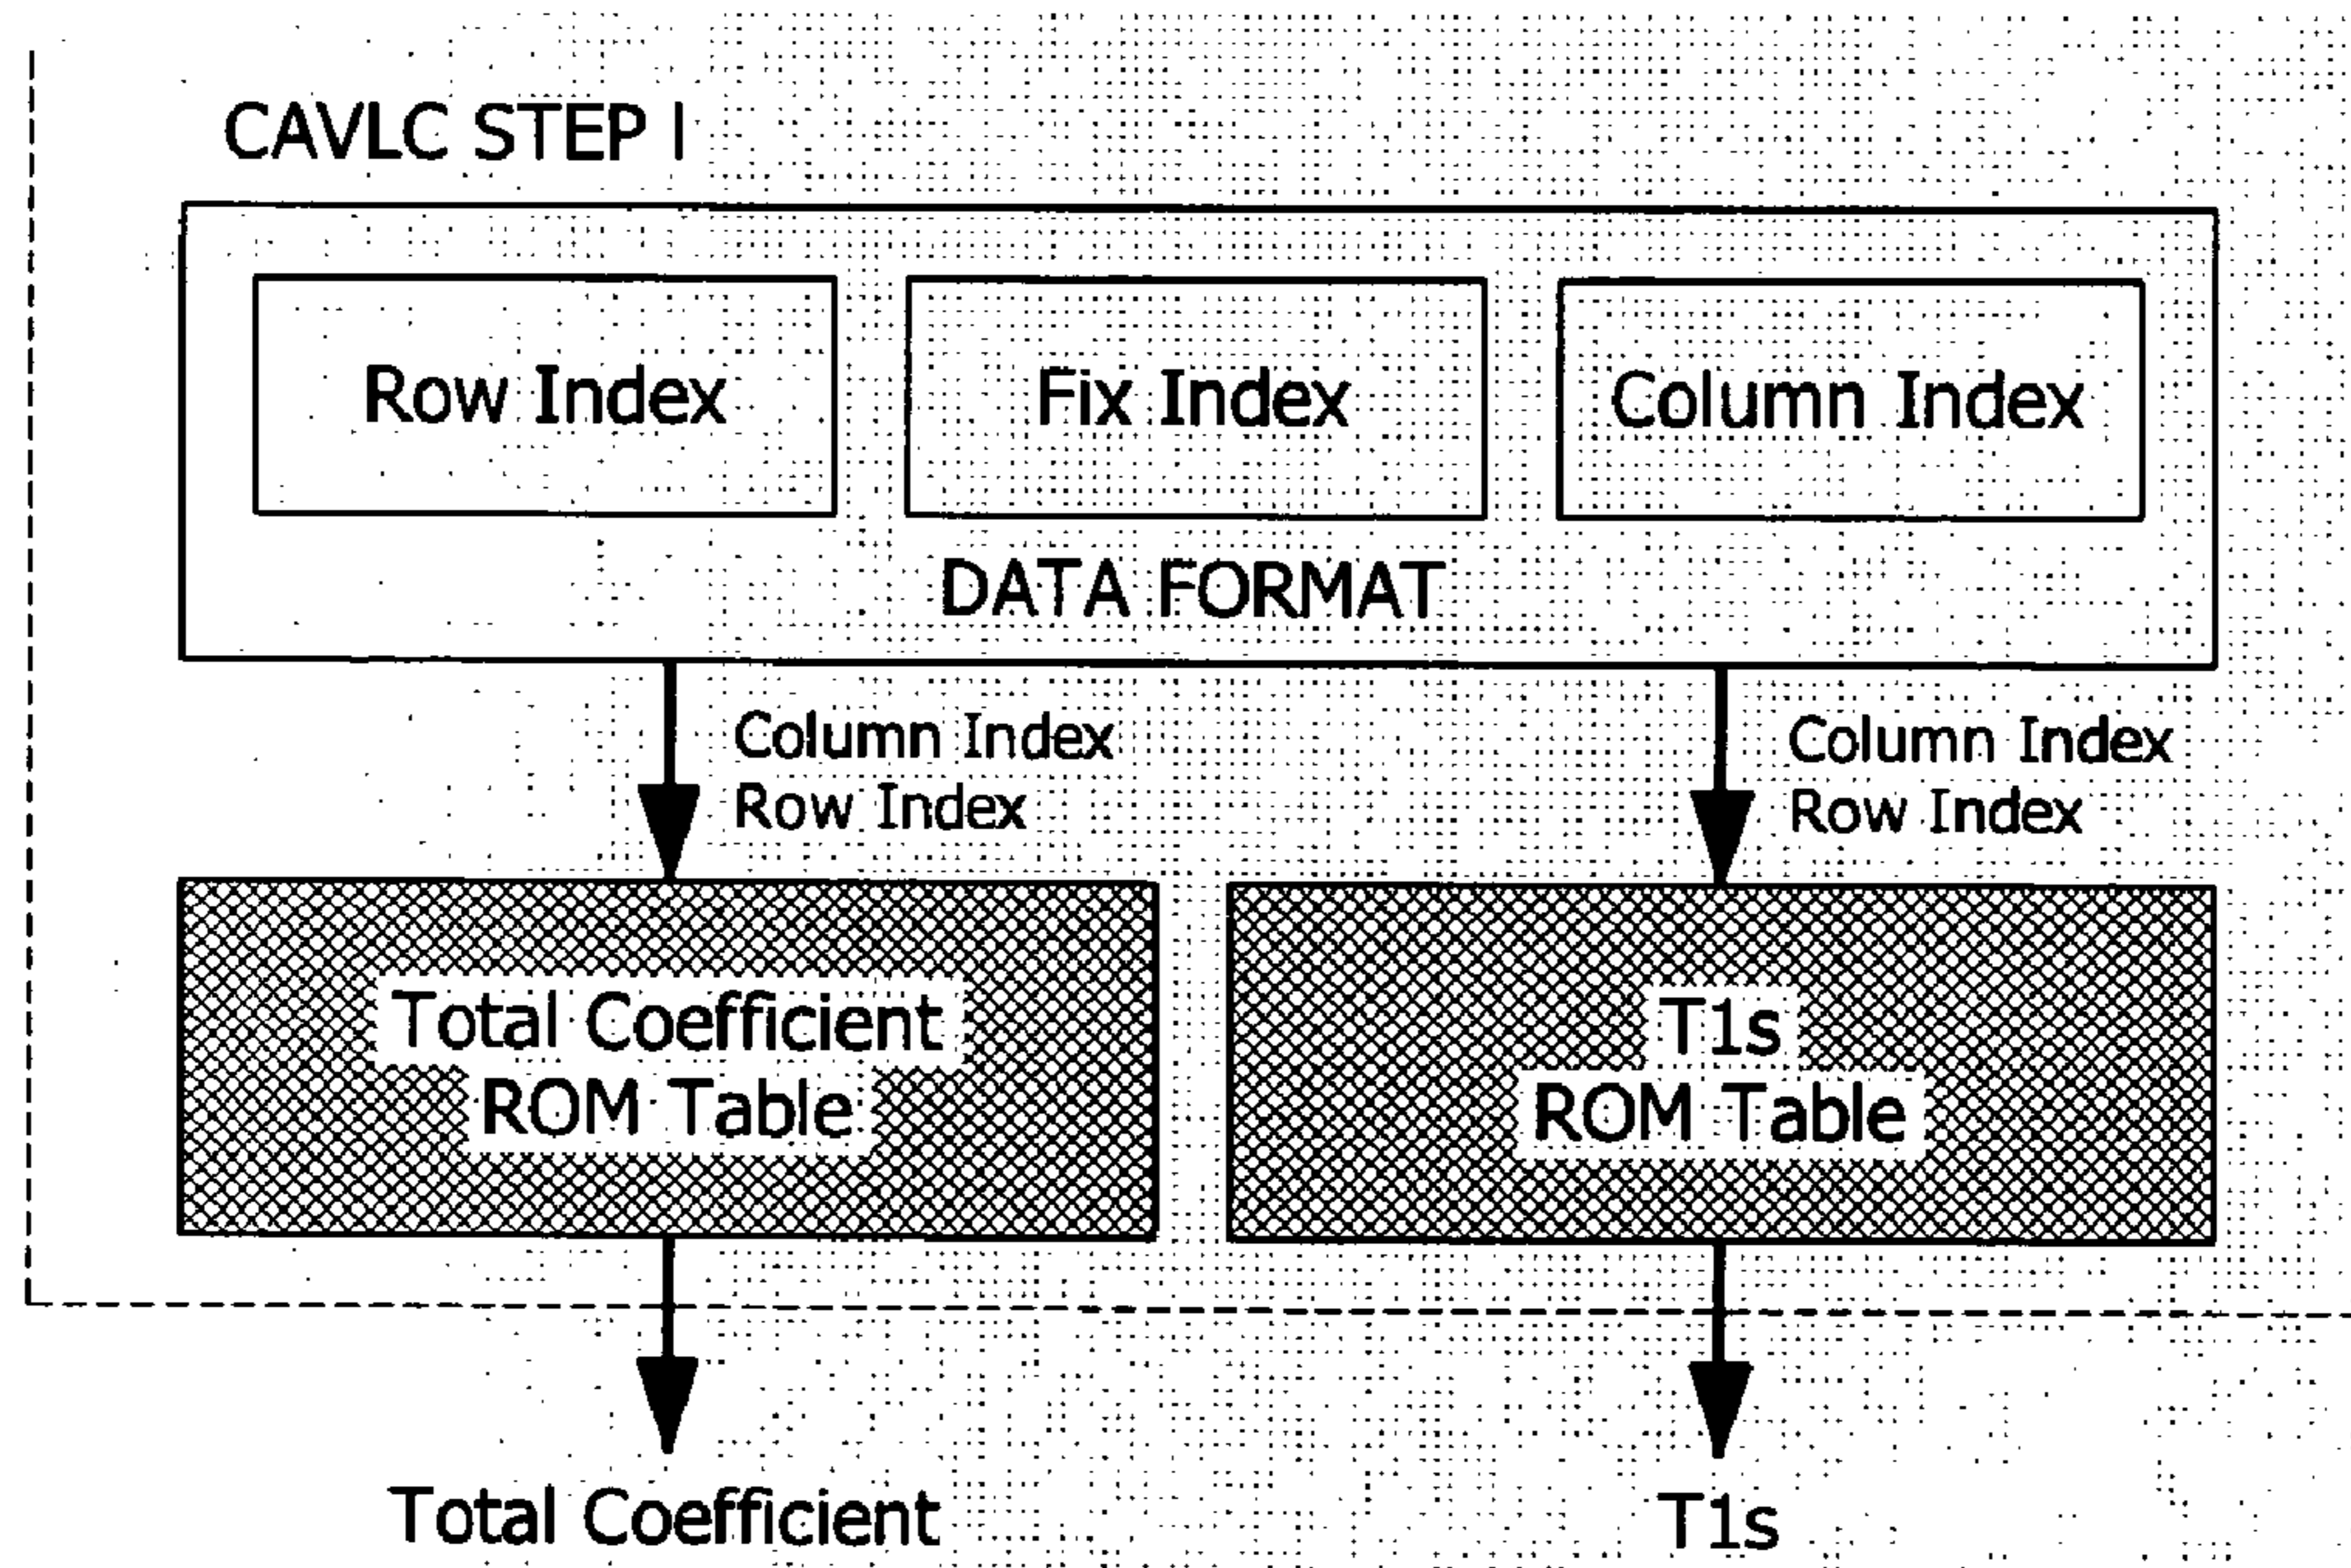 CAVLC STEP I
Row Index
Fix Index
Column Index
DATA FORMAT
Column Index
Row Index
Column Index
Row Index
Total Coefficient
ROM Table
T1s
ROM Table
Total Coefficient
T1s